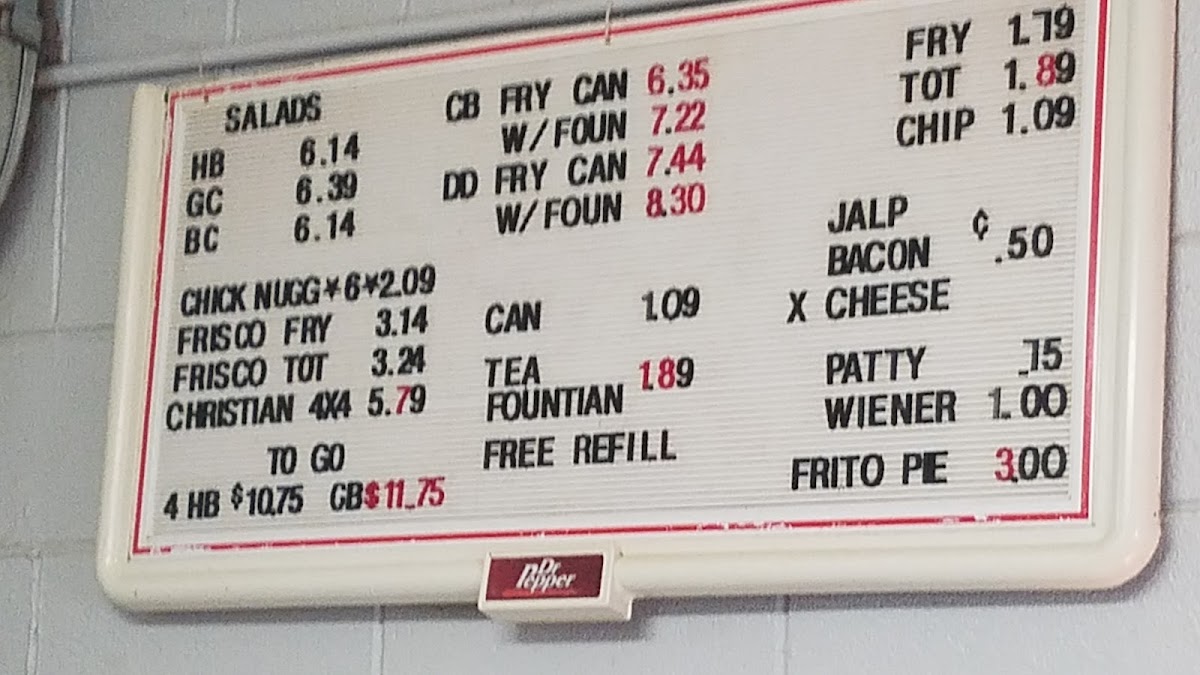 SALADS
HB 6.14
GC 6.39
BC 6.14
CHICK NUGG*6*2.09
FRISCO FRY 3.14
FRISCO TOT 3.24
CHRISTIAN 4X4 5.79
TO GO
4 HB $10.75 CB$11.75
CB FRY CAN 6.35
W/FOUN 7.22
DD FRY CAN 7.44
W/FOUN 8.30
CAN 1.09
TEA
FOUNTIAN 1.89
FREE REFILL
FRY 1.79
TOT 1.89
CHIP 1.09
JALP
BACON ¢.50
X CHEESE
PATTY .75
WIENER 1.00
FRITO PIE 3.00
Dr
Pepper